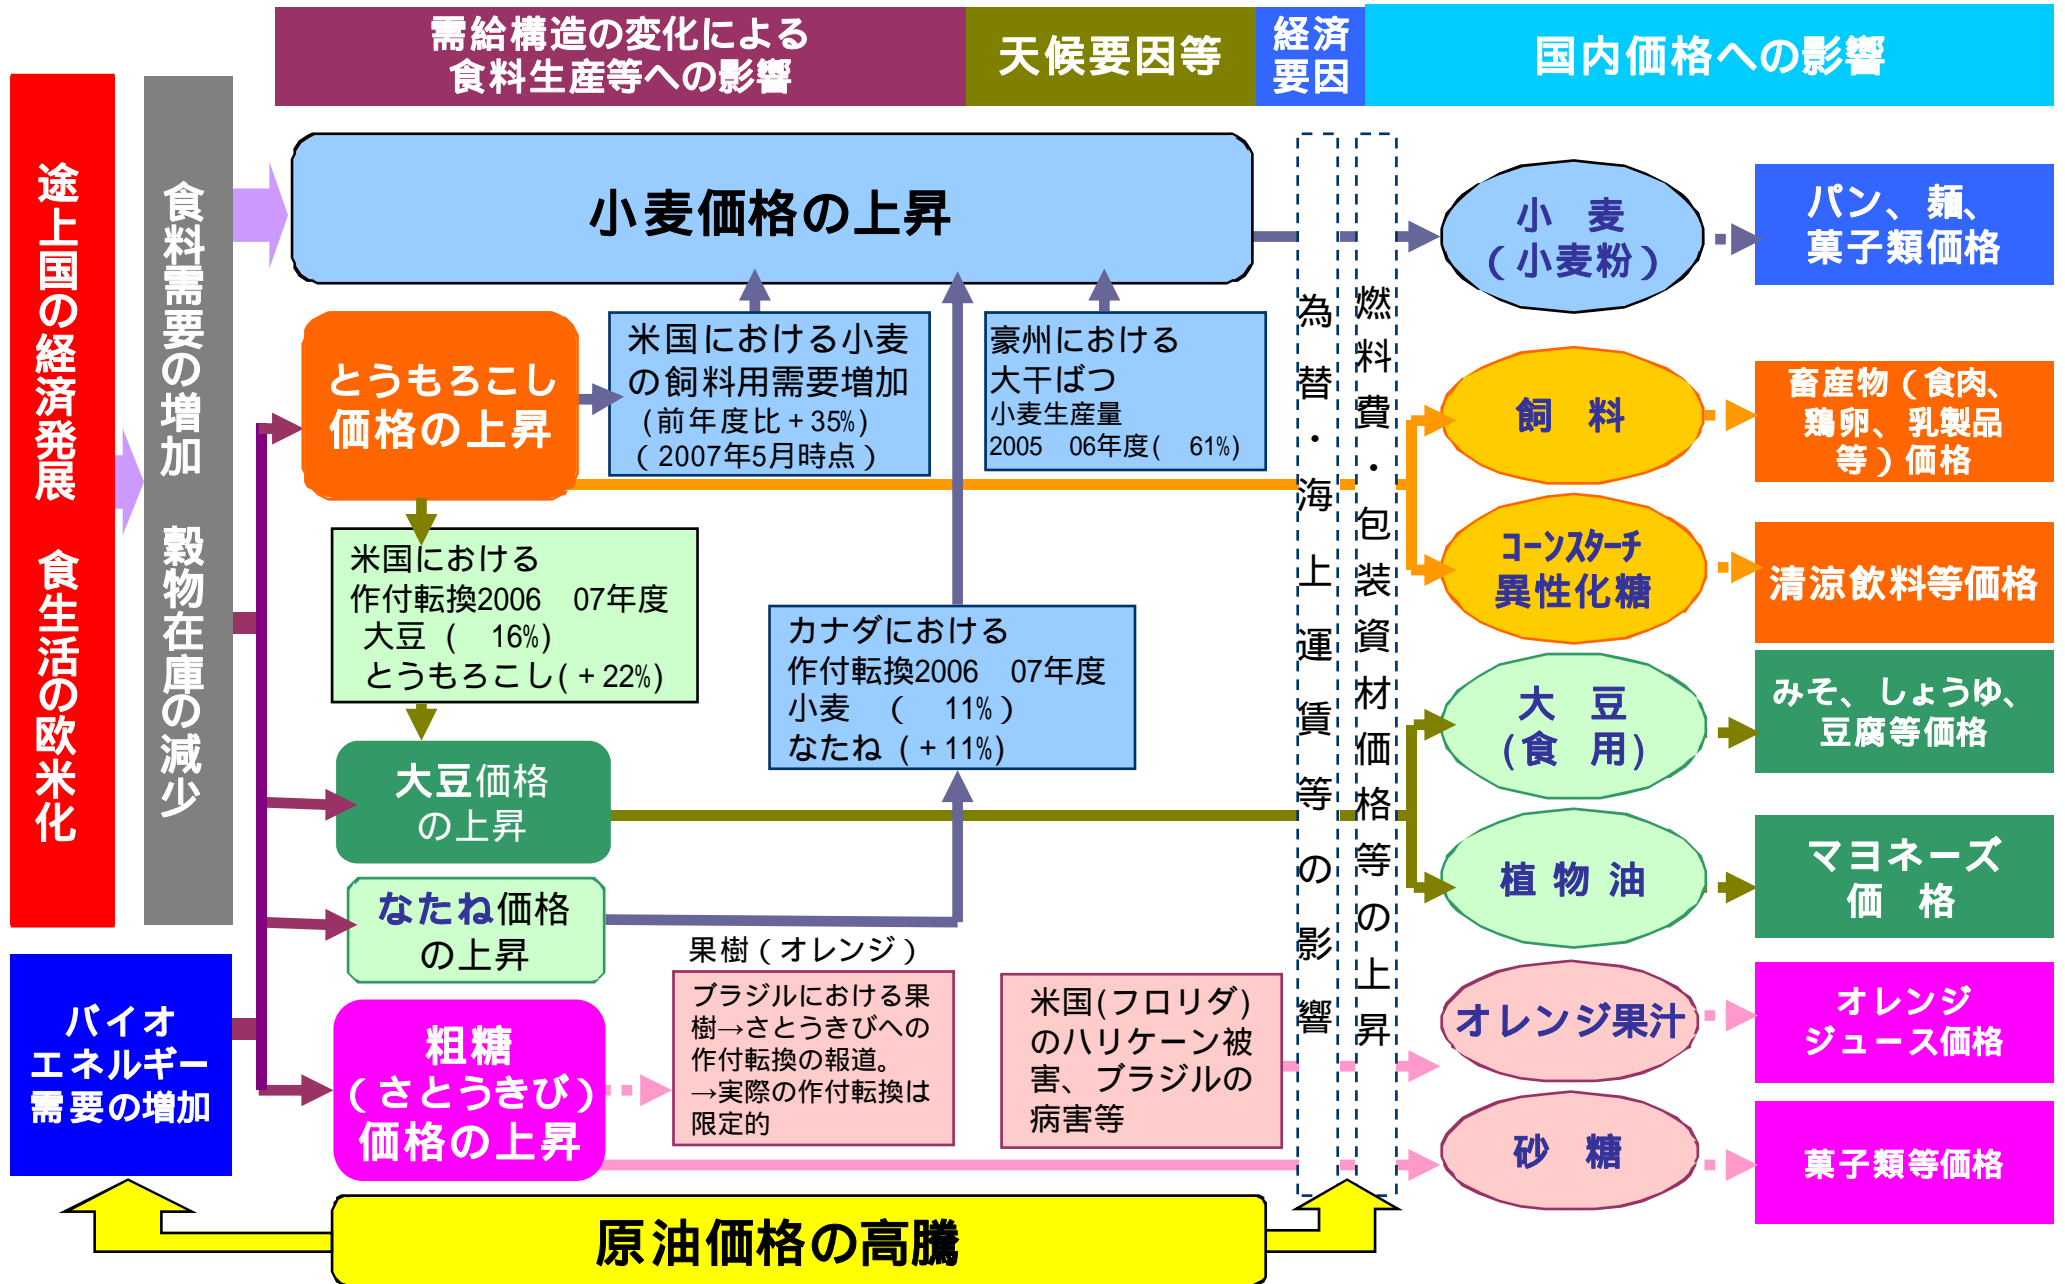 需給構造の変化による
食料生産等への影響
天候要因等
経済
要因
国内価格への影響
途上国の経済発展　食生活の欧米化
食料需要の増加　穀物在庫の減少
小麦価格の上昇
とうもろこし
価格の上昇
米国における小麦
の飼料用需要増加
(前年度比+35%)
（2007年5月時点）
豪州における
大干ばつ
小麦生産量
2005　06年度(　61%)
米国における
作付転換2006　07年度
大豆 (　16%)
とうもろこし(+22%)
カナダにおける
作付転換2006　07年度
小麦　（　11%）
なたね (+11%)
大豆価格
の上昇
なたね価格
の上昇
粗糖
（さとうきび）
価格の上昇
果樹（オレンジ）
ブラジルにおける果
樹→さとうきびへの
作付転換の報道。
→実際の作付転換は
限定的
米国(フロリダ)
のハリケーン被
害、ブラジルの
病害等
為替・海上運賃等の影響
燃料費・包装資材価格等の上昇
小　麦
（小麦粉）
パン、麺、
菓子類価格
飼　料
畜産物（食肉、
鶏卵、乳製品
等）価格
コーンスターチ
異性化糖
清涼飲料等価格
大　豆
(食　用)
みそ、しょうゆ、
豆腐等価格
植物油
マヨネーズ
価　格
オレンジ果汁
オレンジ
ジュース価格
砂　糖
菓子類等価格
バイオ
エネルギー
需要の増加
原油価格の高騰